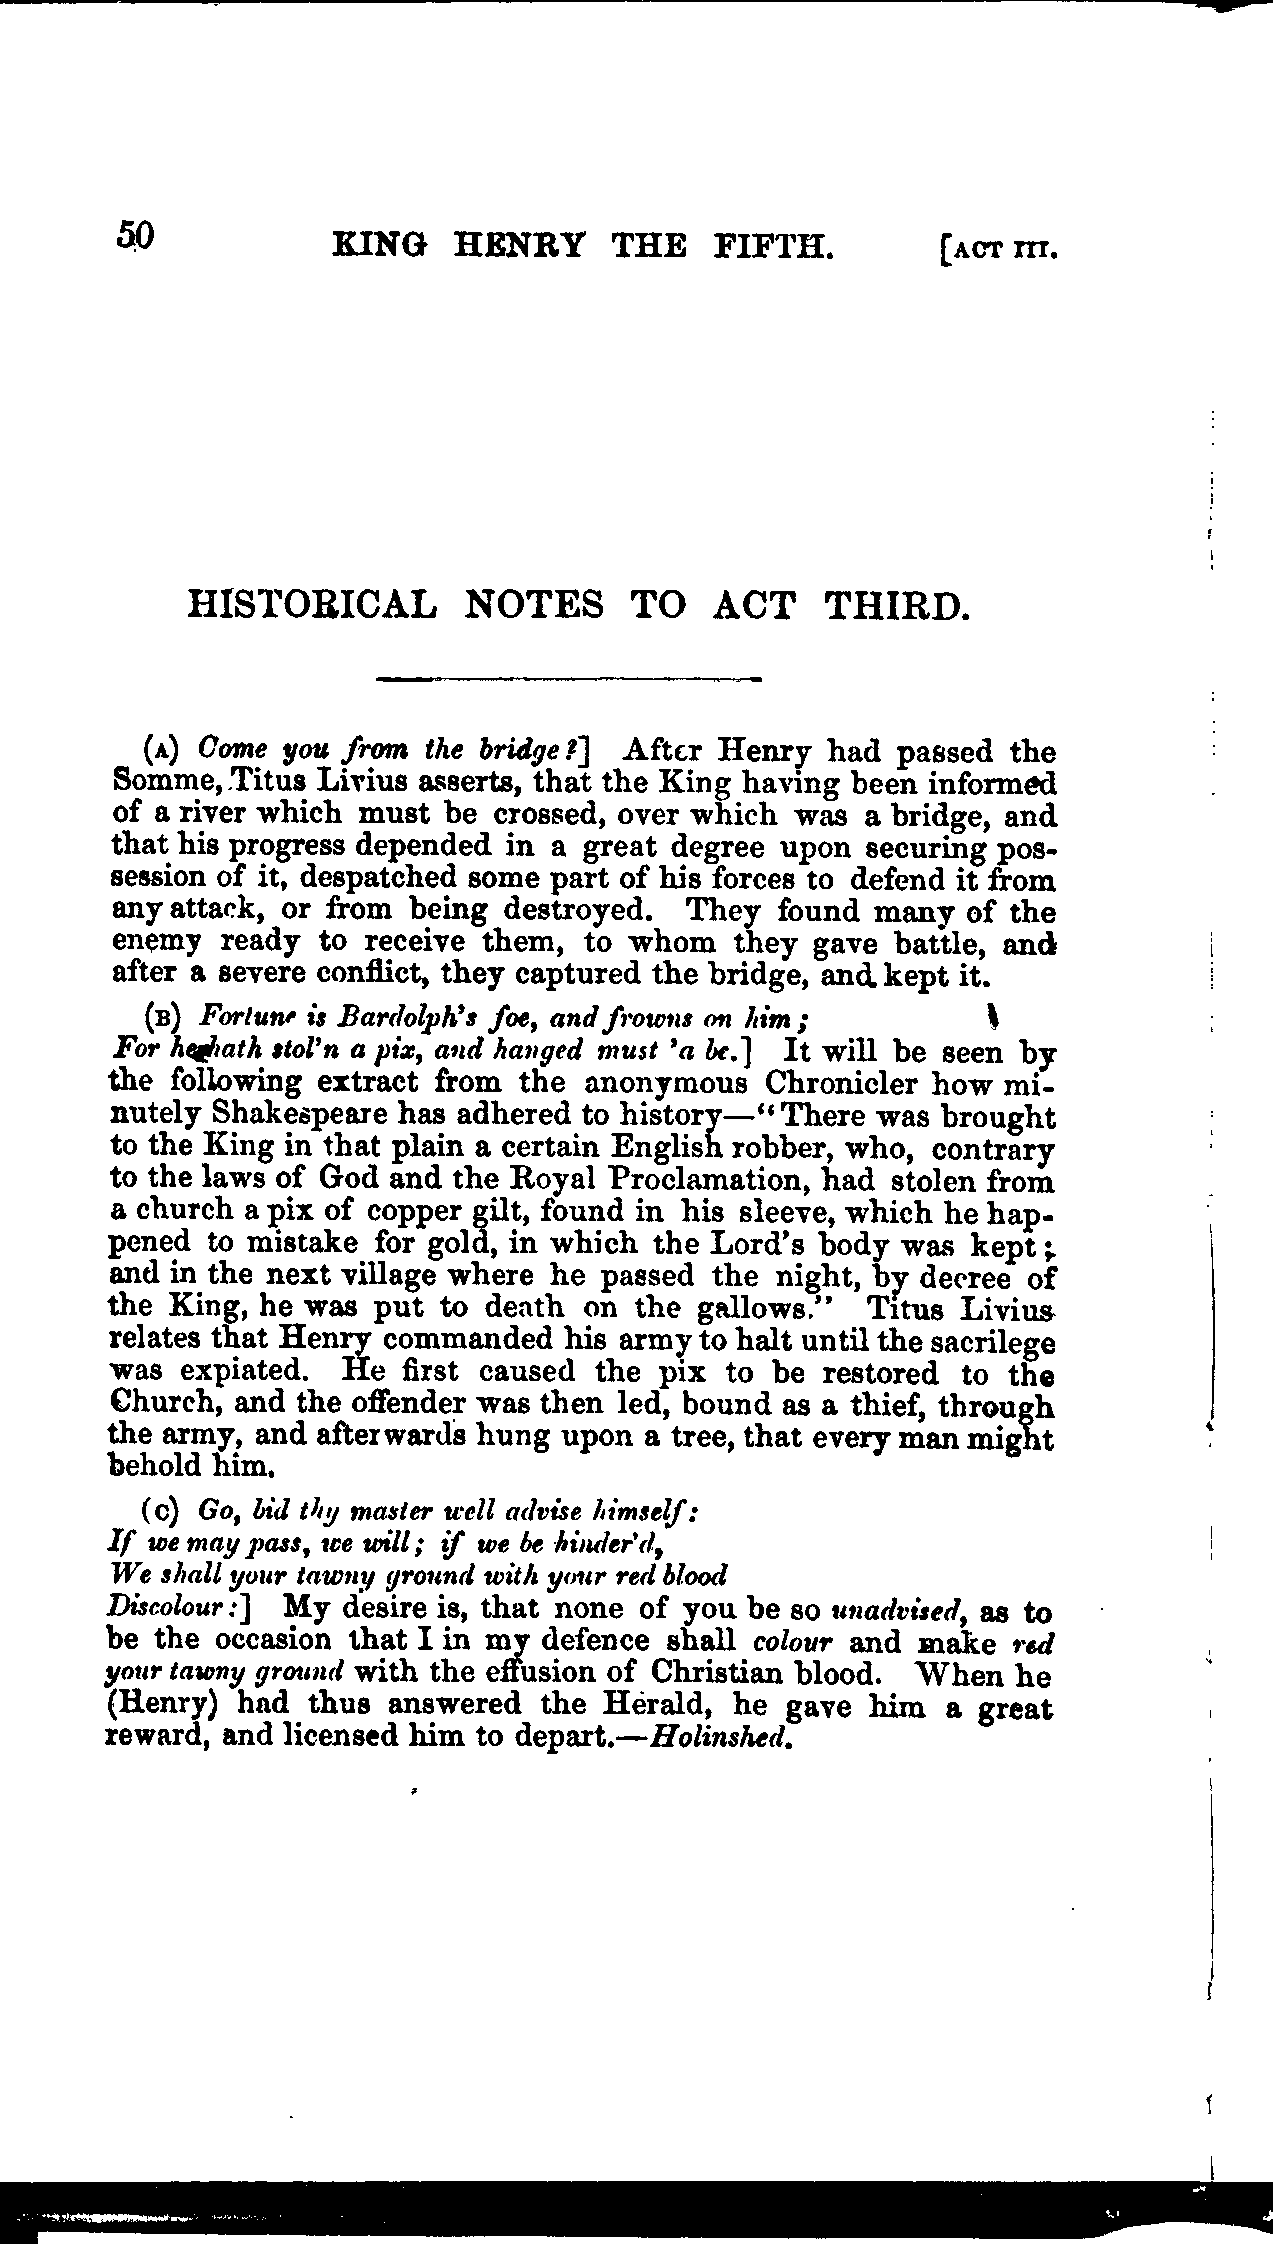 50 KING HENRY THE FIFTH. [ACT III.
HISTORICAL NOTES TO ACT THIRD.
(A) Come you from the bridge?] After Henry had passed the
Somme, Titus Livius asserts, that the King having been informed
of a river which must be crossed, over which was a bridge, and
that his progress depended in a great degree upon securing pos-
session of it, despatched some part of his forces to defend it from
any attack, or from being destroyed. They found many of the
enemy ready to receive them, to whom they gave battle, and
after a severe conflict, they captured the bridge, and kept it.
(B) Fortune is Bardolph's foe, and frowns on him;
For he hath stol'n a pix, and hanged must 'a be.] It will be seen by
the following extract from the anonymous Chronicler how mi-
nutely Shakespeare has adhered to history—"There was brought
to the King in that plain a certain English robber, who, contrary
to the laws of God and the Royal Proclamation, had stolen from
a church a pix of copper gilt, found in his sleeve, which he hap-
pened to mistake for gold, in which the Lord's body was kept;
and in the next village where he passed the night, by decree of
the King, he was put to death on the gallows." Titus Livius
relates that Henry commanded his army to halt until the sacrilege
was expiated. He first caused the pix to be restored to the
Church, and the offender was then led, bound as a thief, through
the army, and afterwards hung upon a tree, that every man might
behold him.
(C) Go, bid thy master well advise himself:
If we may pass, we will; if we be hinder'd,
We shall your tawny ground with your red blood
Discolour:] My desire is, that none of you be so unadvised, as to
be the occasion that I in my defence shall colour and make red
your tawny ground with the effusion of Christian blood. When he
(Henry) had thus answered the Herald, he gave him a great
reward, and licensed him to depart.—Holinshed.